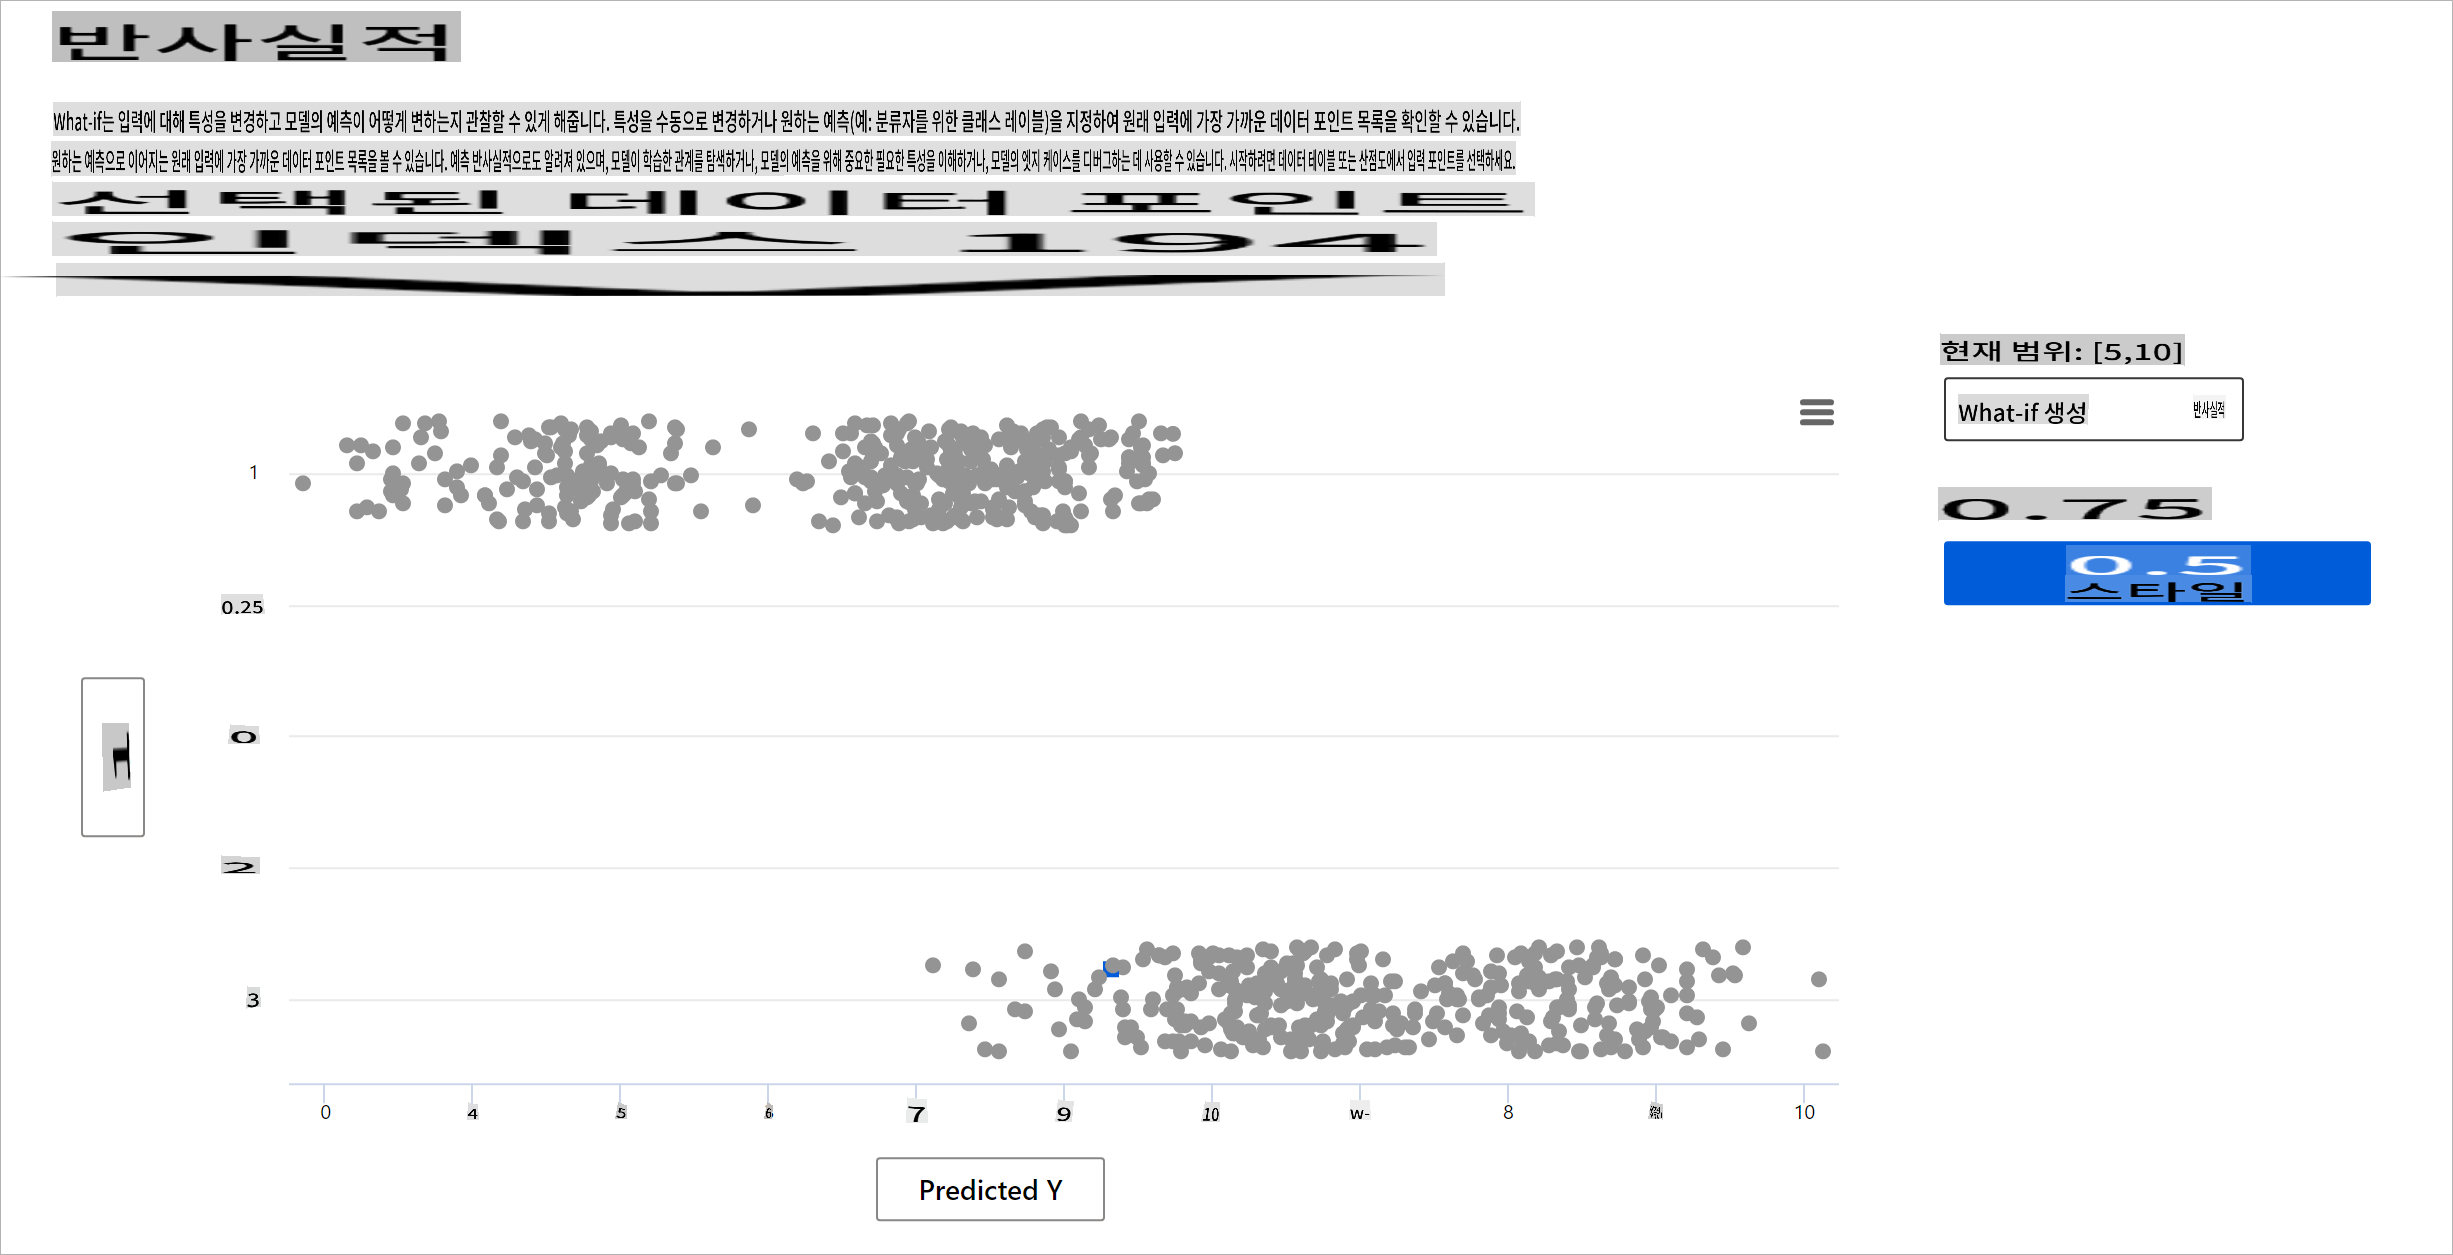 반사실적
What-if는 입력에 대해 특성을 변경하고 모델의 예측이 어떻게 변하는지 관찰할 수 있게 해줍니다. 특성을 수동으로 변경하거나 원하는 예측(예: 분류자를 위한 클래스 레이블)을 지정하여 원래 입력에 가장 가까운 데이터 포인트 목록을 확인할 수 있습니다.
원하는 예측으로 이어지는 원래 입력에 가장 가까운 데이터 포인트 목록을 볼 수 있습니다. 예측 반사실적으로도 알려져 있으며, 모델이 학습한 관계를 탐색하거나, 모델의 예측을 위해 중요한 필요한 특성을 이해하거나, 모델의 엣지 케이스를 디버그하는 데 사용할 수 있습니다. 시작하려면 데이터 테이블 또는 산점도에서 입력 포인트를 선택하세요.
선택된 데이터 포인트
인덱스 194
현재 범위: [5,10]
What-if 생성 반사실적
0.75
0.5
스타일
1
0.25
0
2
3
0 4 5 6 7 9 10 w- 8 10
Predicted Y